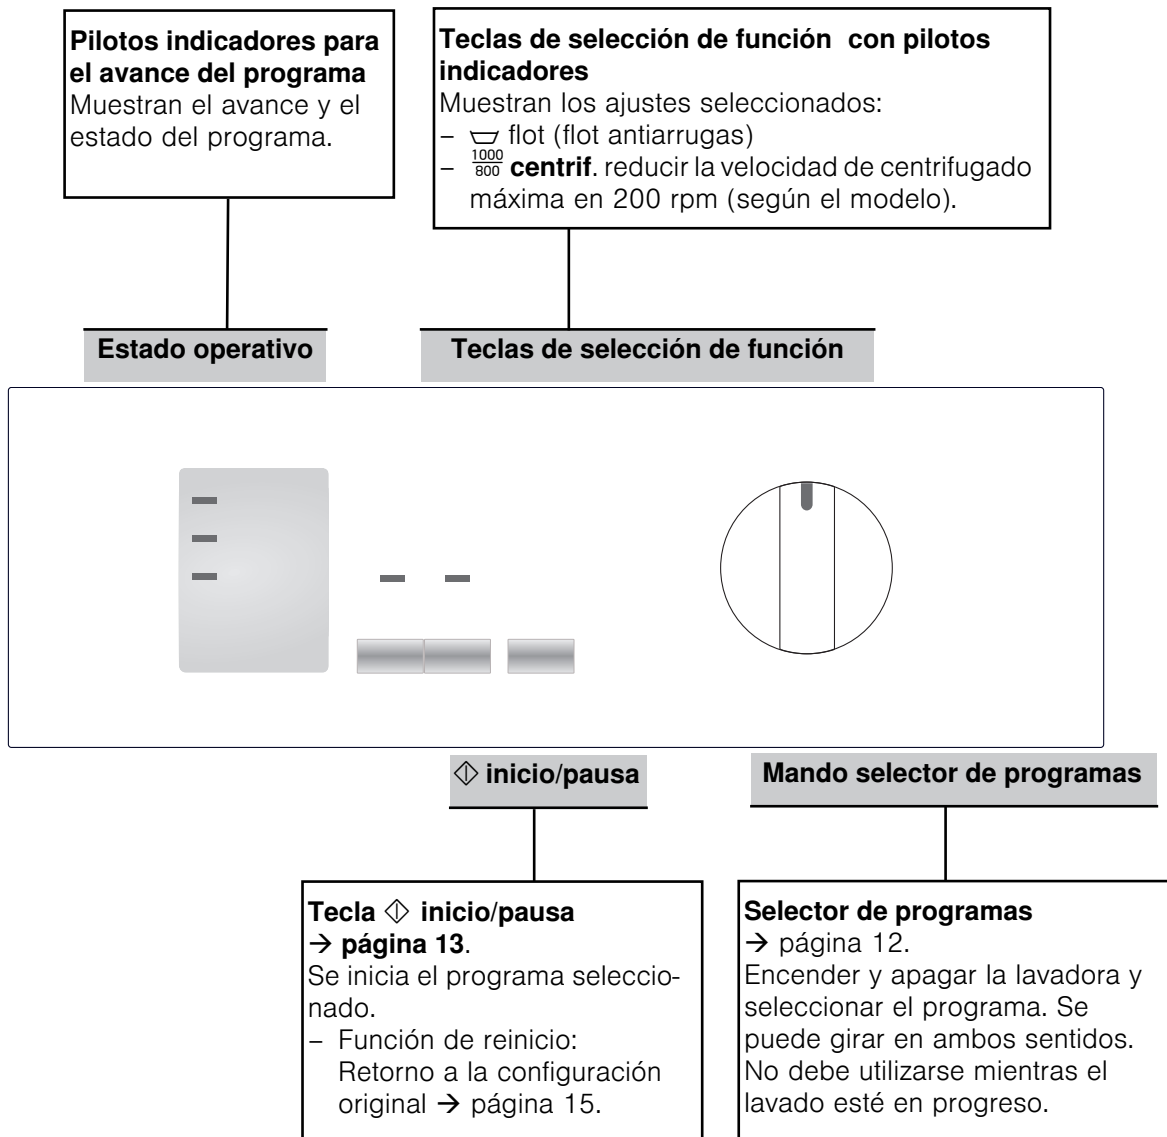 Pilotos indicadores para
el avance del programa
Muestran el avance y el
estado del programa.
Teclas de selección de función con pilotos
indicadores
Muestran los ajustes seleccionados:
– flot (flot antiarrugas)
– 1000/800 centrif. reducir la velocidad de centrifugado
máxima en 200 rpm (según el modelo).
Estado operativo
Teclas de selección de función
inicio/pausa
Mando selector de programas
Tecla inicio/pausa
→ página 13.
Se inicia el programa seleccio-
nado.
– Función de reinicio:
Retorno a la configuración
original → página 15.
Selector de programas
→ página 12.
Encender y apagar la lavadora y
seleccionar el programa. Se
puede girar en ambos sentidos.
No debe utilizarse mientras el
lavado esté en progreso.